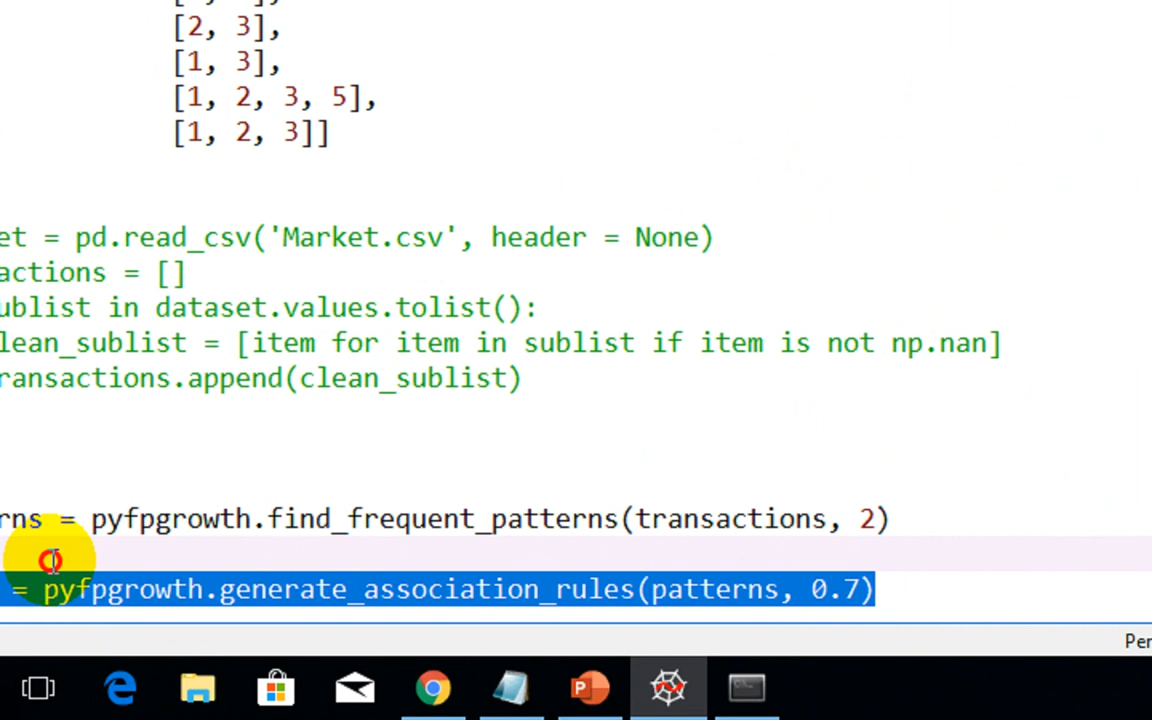 [2, 3],
[1, 3],
[1, 2, 3, 5],
[1, 2, 3]]
et = pd.read_csv('Market.csv', header = None)
actions = []
ublist in dataset.values.tolist():
lean_sublist = [item for item in sublist if item is not np.nan]
ransactions.append(clean_sublist)
rns = pyfpgrowth.find_frequent_patterns(transactions, 2)
= pyfpgrowth.generate_association_rules(patterns, 0.7)
Per